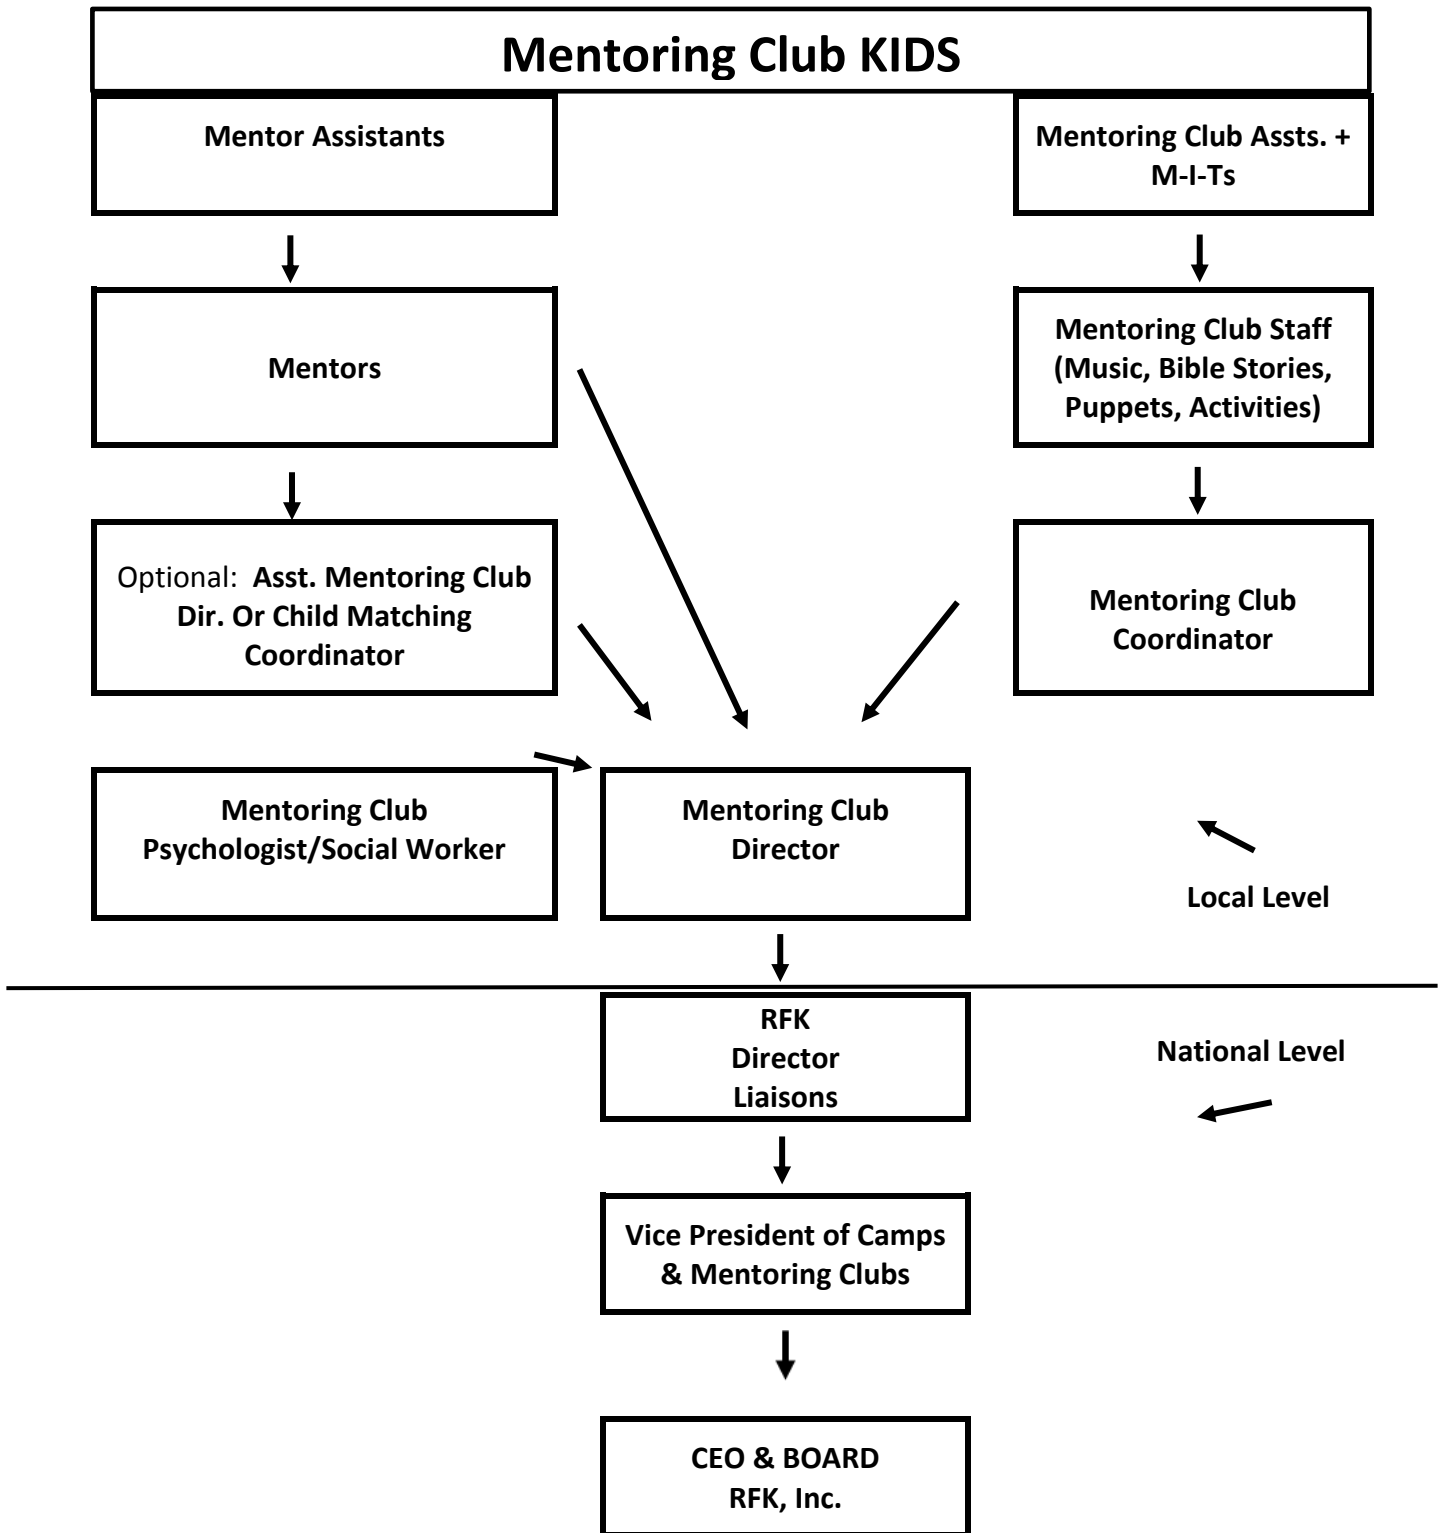 Mentoring Club KIDS
Mentor Assistants
Mentoring Club Assts. +
M-I-Ts
Mentors
Mentoring Club Staff
(Music, Bible Stories,
Puppets, Activities)
Optional:  Asst. Mentoring Club
Dir. Or Child Matching
Coordinator
Mentoring Club
Coordinator
Mentoring Club
Psychologist/Social Worker
Mentoring Club
Director
Local Level
RFK
Director
Liaisons
National Level
Vice President of Camps
& Mentoring Clubs
CEO & BOARD
RFK, Inc.